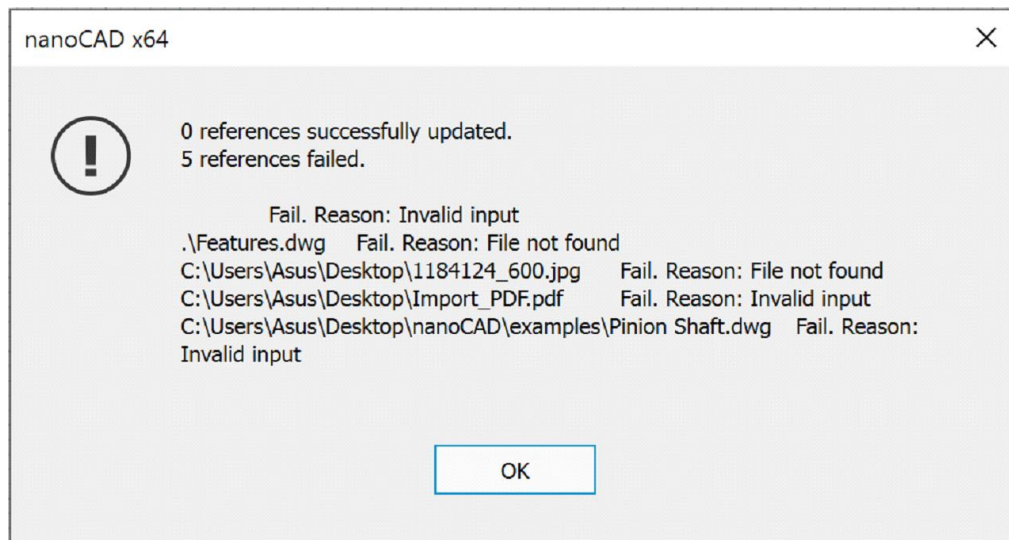 nanoCAD x64
0 references successfully updated.
5 references failed.
Fail. Reason: Invalid input
.\Features.dwg Fail. Reason: File not found
C:\Users\Asus\Desktop\1184124_600.jpg Fail. Reason: File not found
C:\Users\Asus\Desktop\Import_PDF.pdf Fail. Reason: Invalid input
C:\Users\Asus\Desktop\nanoCAD\examples\Pinion Shaft.dwg Fail. Reason:
Invalid input
OK